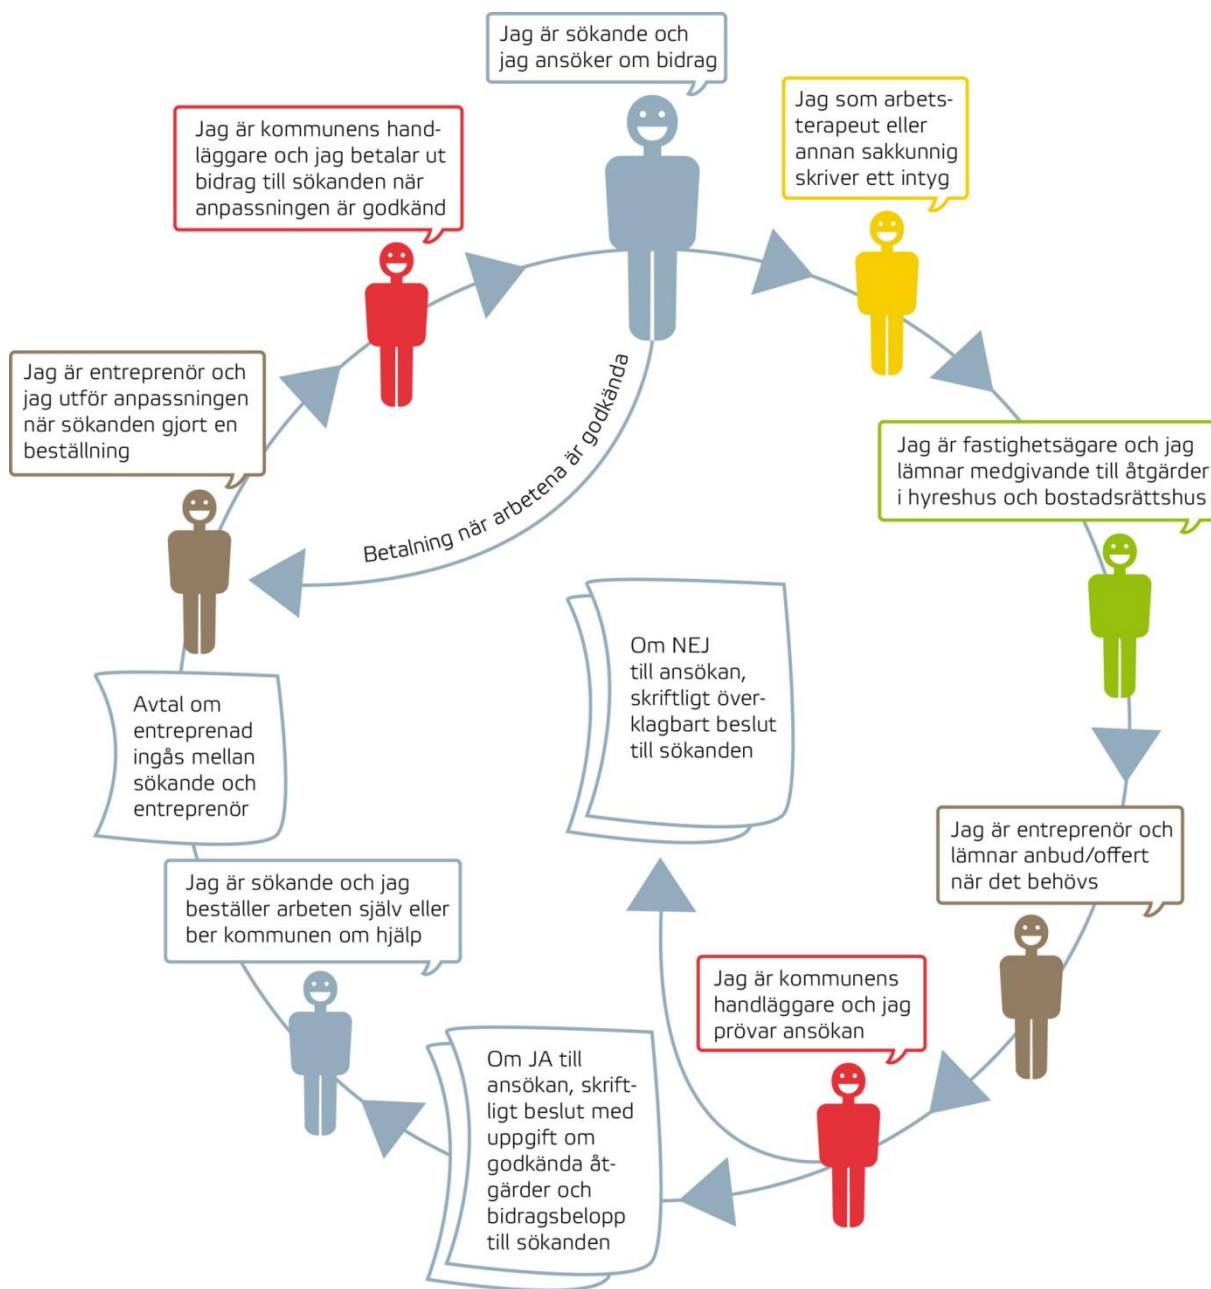 Jag är sökande och
jag ansöker om bidrag
Jag som arbets-
terapeut eller
annan sakkunnig
skriver ett intyg
Jag är fastighetsägare och jag
lämnar medgivande till åtgärder
i hyreshus och bostadsrättshus
Jag är entreprenör och
lämnar anbud/offert
när det behövs
Jag är kommunens
handläggare och jag
prövar ansökan
Om NEJ
till ansökan,
skriftligt över-
klagbart beslut
till sökanden
Om JA till
ansökan, skrift-
ligt beslut med
uppgift om
godkända åt-
gärder och
bidragsbelopp
till sökanden
Jag är sökande och jag
beställer arbeten själv eller
ber kommunen om hjälp
Avtal om
entreprenad
ingås mellan
sökande och
entreprenör
Jag är entreprenör och
jag utför anpassningen
när sökanden gjort en
beställning
Jag är kommunens hand-
läggare och jag betalar ut
bidrag till sökanden när
anpassningen är godkänd
Betalning när arbetena är godkända